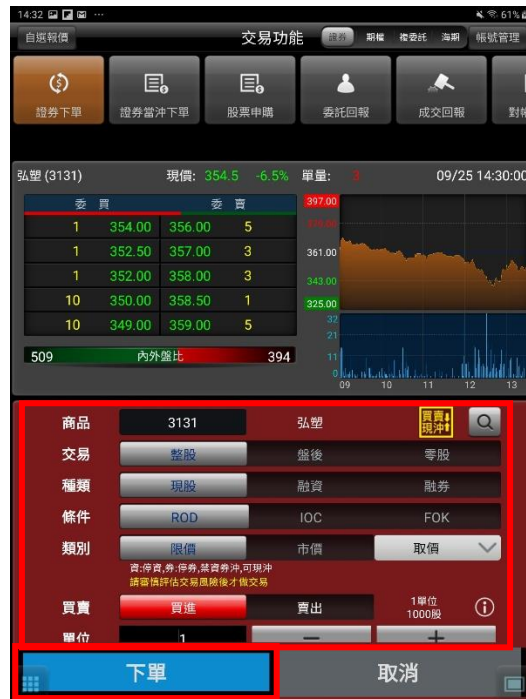 14:32
自選報價 交易功能 證券 期權 複委託 海期 帳號管理
證券下單 證券當沖下單 股票申購 委託回報 成交回報 對帳
弘塑 (3131) 現價: 354.5 -6.5% 單量: 3 09/25 14:30:00
委 買 委 賣
1 354.00 356.00 5
1 352.50 357.00 3
1 352.00 358.00 3
10 350.00 358.50 1
10 349.00 359.00 5
509 內外盤比 394
397.00
361.00
343.00
325.00
32
21
11
0
09 10 11 12 13
商品 3131 弘塑 買賣現沖
交易 整股 盤後 零股
種類 現股 融資 融券
條件 ROD IOC FOK
類別 限價 市價 取價
資:停資,券:停券,禁資券沖,可現沖
請審慎評估交易風險後才做交易
買賣 買進 賣出 1單位 1000股
單位 1 − +
下單 取消